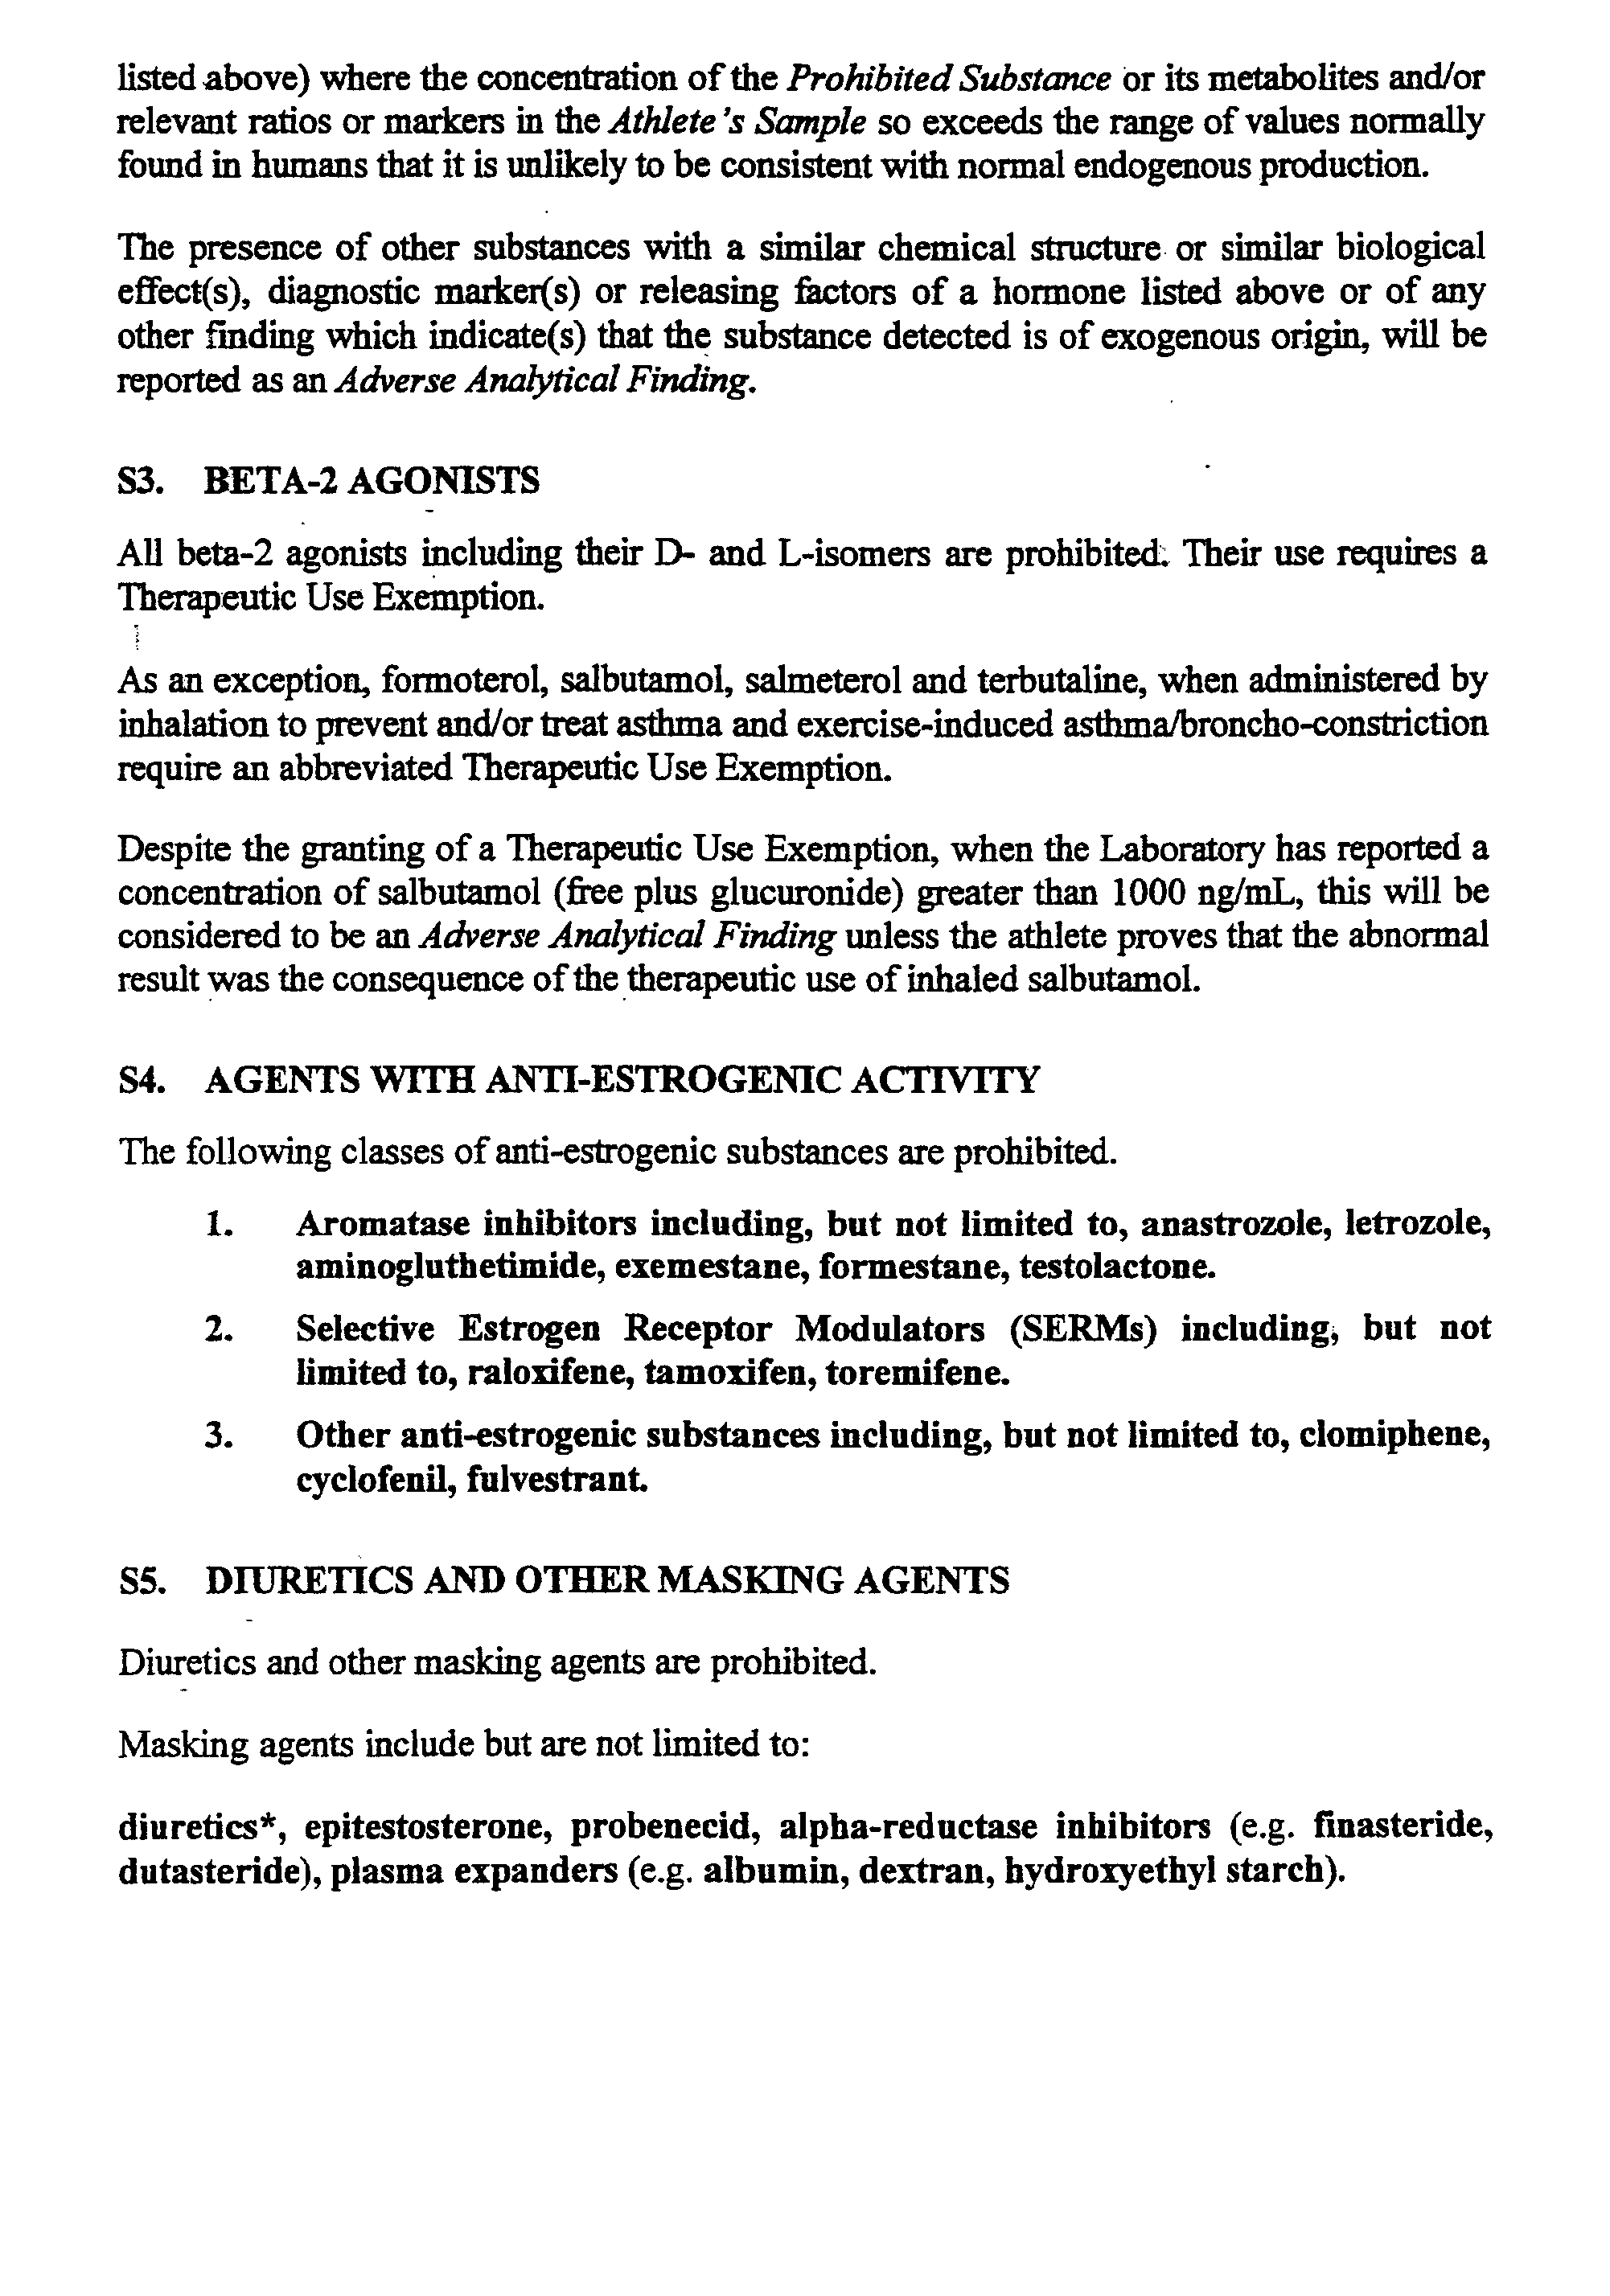 listed above) where the concentration of the Prohibited Substance or its metabolites and/or
relevant ratios or markers in the Athlete's Sample so exceeds the range of values normally
found in humans that it is unlikely to be consistent with normal endogenous production.
The presence of other substances with a similar chemical structure or similar biological
effect(s), diagnostic marker(s) or releasing factors of a hormone listed above or of any
other finding which indicate(s) that the substance detected is of exogenous origin, will be
reported as an Adverse Analytical Finding.
S3. BETA-2 AGONISTS
All beta-2 agonists including their D- and L-isomers are prohibited. Their use requires a
Therapeutic Use Exemption.
As an exception, formoterol, salbutamol, salmeterol and terbutaline, when administered by
inhalation to prevent and/or treat asthma and exercise-induced asthma/broncho-constriction
require an abbreviated Therapeutic Use Exemption.
Despite the granting of a Therapeutic Use Exemption, when the Laboratory has reported a
concentration of salbutamol (free plus glucuronide) greater than 1000 ng/mL, this will be
considered to be an Adverse Analytical Finding unless the athlete proves that the abnormal
result was the consequence of the therapeutic use of inhaled salbutamol.
S4. AGENTS WITH ANTI-ESTROGENIC ACTIVITY
The following classes of anti-estrogenic substances are prohibited.
1. Aromatase inhibitors including, but not limited to, anastrozole, letrozole,
aminogluthetimide, exemestane, formestane, testolactone.
2. Selective Estrogen Receptor Modulators (SERMs) including, but not
limited to, raloxifene, tamoxifen, toremifene.
3. Other anti-estrogenic substances including, but not limited to, clomiphene,
cyclofenil, fulvestrant.
S5. DIURETICS AND OTHER MASKING AGENTS
Diuretics and other masking agents are prohibited.
Masking agents include but are not limited to:
diuretics*, epitestosterone, probenecid, alpha-reductase inhibitors (e.g. finasteride,
dutasteride), plasma expanders (e.g. albumin, dextran, hydroxyethyl starch).